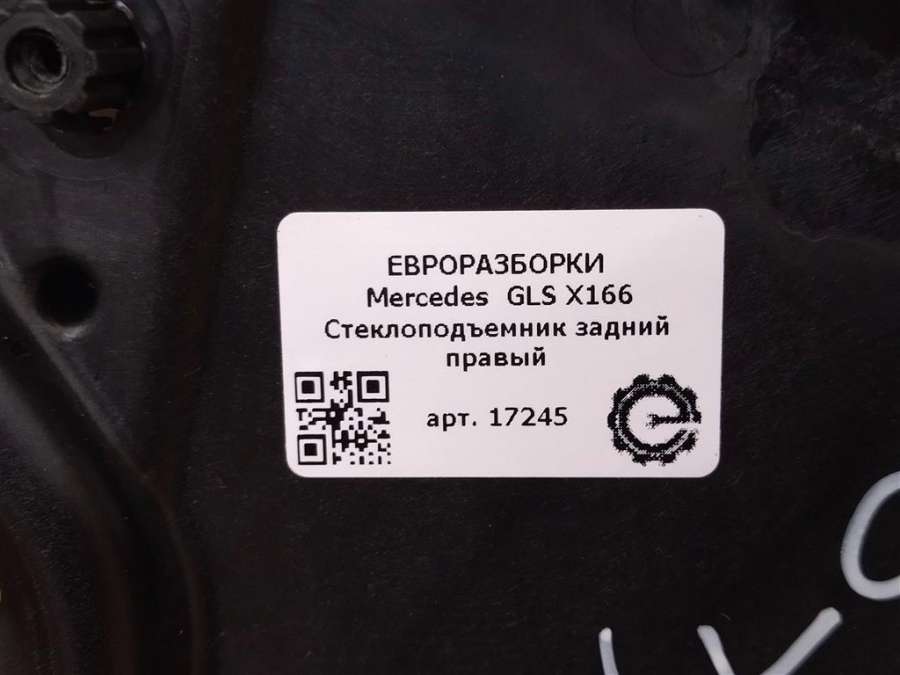 ЕВРОРАЗБОРКИ
Mercedes GLS X166
Стеклоподъемник задний
правый
арт. 17245